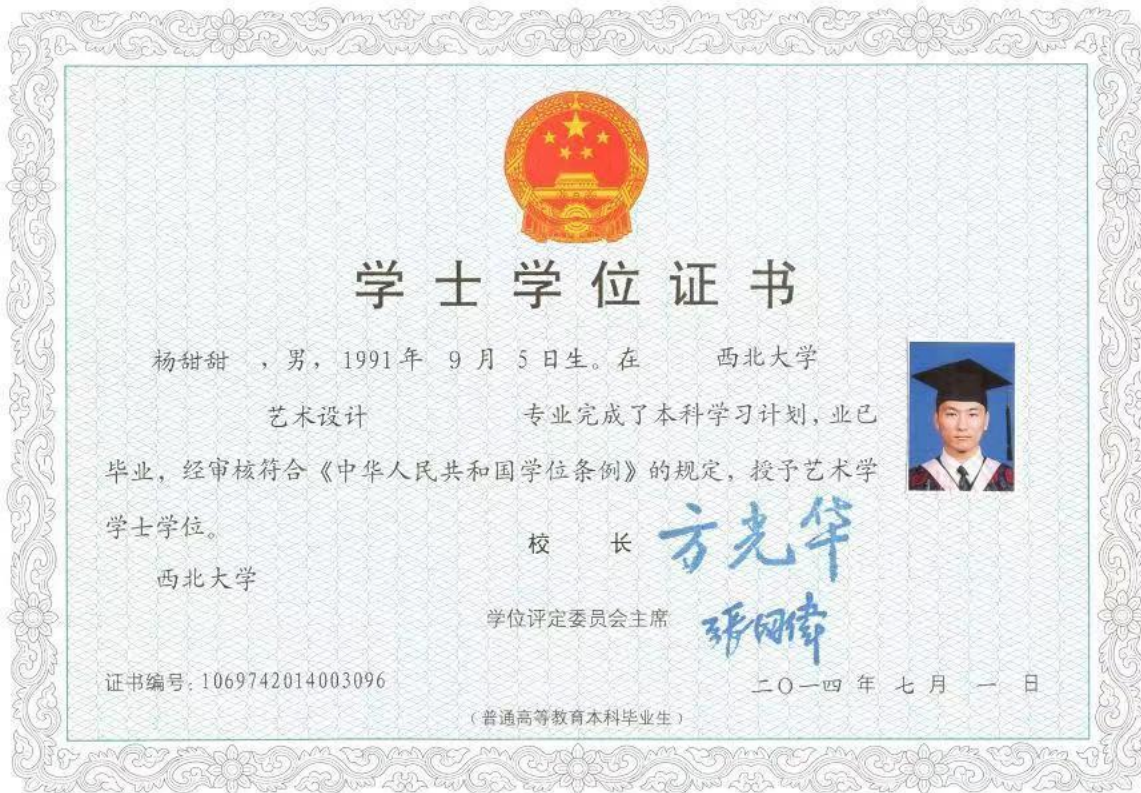 学士学位证书
杨甜甜 ，男，1991年 9月 5日生。在 西北大学
艺术设计 专业完成了本科学习计划，业已
毕业，经审核符合《中华人民共和国学位条例》的规定，授予艺术学
学士学位。
校 长 方光华
西北大学
学位评定委员会主席
证书编号：1069742014003096
二〇一四 年 七 月 一 日
（普通高等教育本科毕业生）